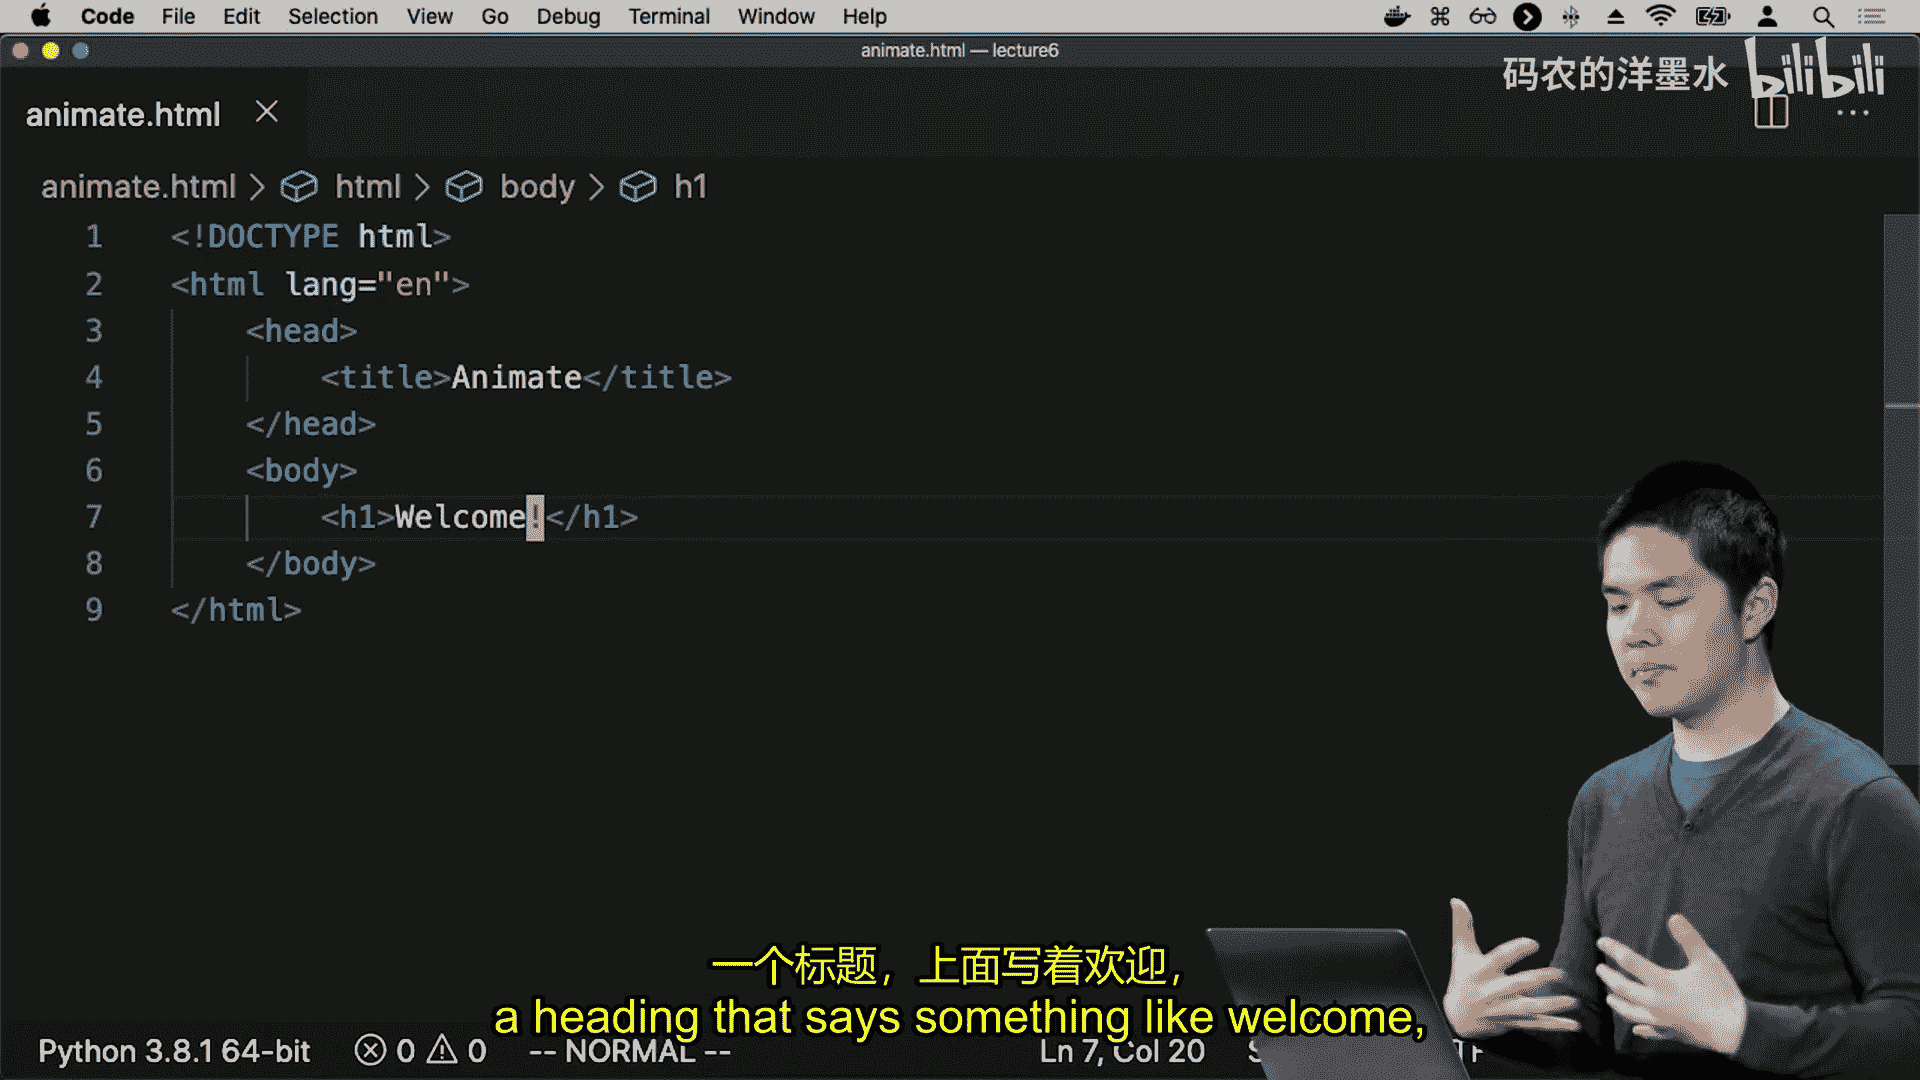 Code File Edit Selection View Go Debug Terminal Window Help
animate.html — lecture6
码农的洋墨水 bilibili
animate.html
animate.html > html > body > h1
1 <!DOCTYPE html>
2 <html lang="en">
3 <head>
4 <title>Animate</title>
5 </head>
6 <body>
7 <h1>Welcome!</h1>
8 </body>
9 </html>
一个标题，上面写着欢迎，
a heading that says something like welcome,
Python 3.8.1 64-bit 0 0 -- NORMAL -- Ln 7, Col 20